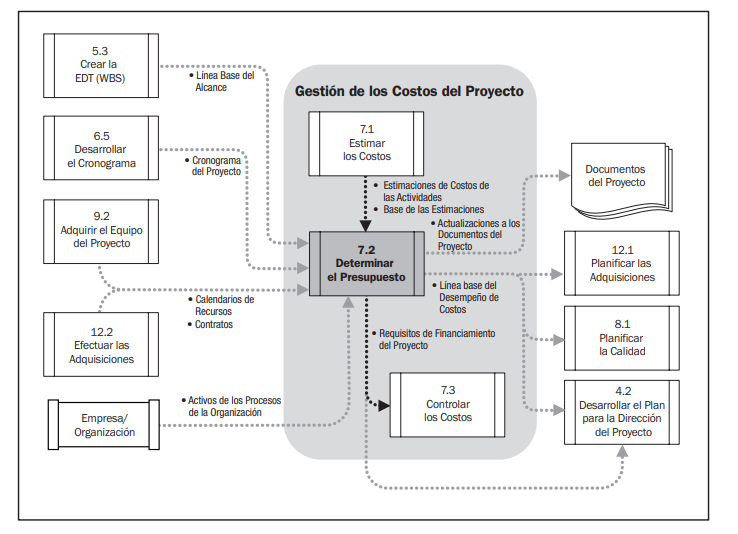 5.3
Crear la
EDT (WBS)
• Línea Base del
Alcance
6.5
Desarrollar
el Cronograma
• Cronograma
del Proyecto
9.2
Adquirir el Equipo
del Proyecto
• Calendarios de
Recursos
• Contratos
12.2
Efectuar las
Adquisiciones
Empresa/
Organización
• Activos de los Procesos
de la Organización
Gestión de los Costos del Proyecto
7.1
Estimar
los Costos
• Estimaciones de Costos de
las Actividades
• Base de las Estimaciones
• Actualizaciones a los
Documentos del
Proyecto
7.2
Determinar
el Presupuesto
• Línea base del
Desempeño de
Costos
• Requisitos de Financiamiento
del Proyecto
7.3
Controlar
los Costos
Documentos
del Proyecto
12.1
Planificar las
Adquisiciones
8.1
Planificar
la Calidad
4.2
Desarrollar el Plan
para la Dirección
del Proyecto